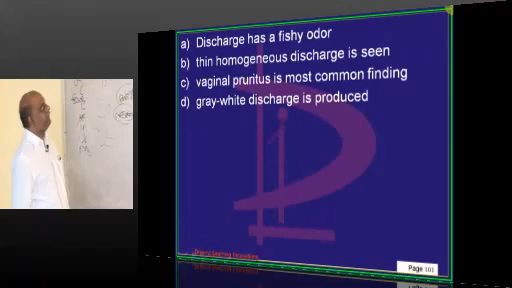 a) Discharge has a fishy odor
b) thin homogeneous discharge is seen
c) vaginal pruritus is most common finding
d) gray-white discharge is produced
Page 101